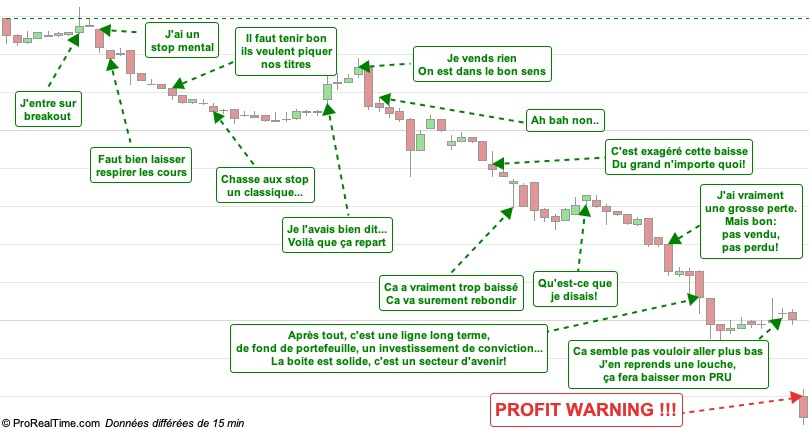 J'ai un
stop mental
Il faut tenir bon
ils veulent piquer
nos titres
Je vends rien
On est dans le bon sens
J'entre sur
breakout
Ah bah non..
Faut bien laisser
respirer les cours
Chasse aux stop
un classique...
C'est exagéré cette baisse
Du grand n'importe quoi!
Je l'avais bien dit...
Voilà que ça repart
J'ai vraiment
une grosse perte.
Mais bon:
pas vendu,
pas perdu!
Ca a vraiment trop baissé
Ca va surement rebondir
Qu'est-ce que
je disais!
Après tout, c'est une ligne long terme,
de fond de portefeuille, un investissement de conviction...
La boite est solide, c'est un secteur d'avenir!
Ca semble pas vouloir aller plus bas
J'en reprends une louche,
ça fera baisser mon PRU
PROFIT WARNING !!!
© ProRealTime.com Données différées de 15 min